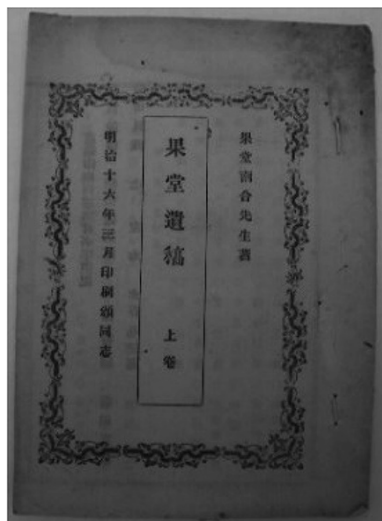 果堂南合先生著
果堂遺稿 上卷
明治十六年三月印刷頒同志